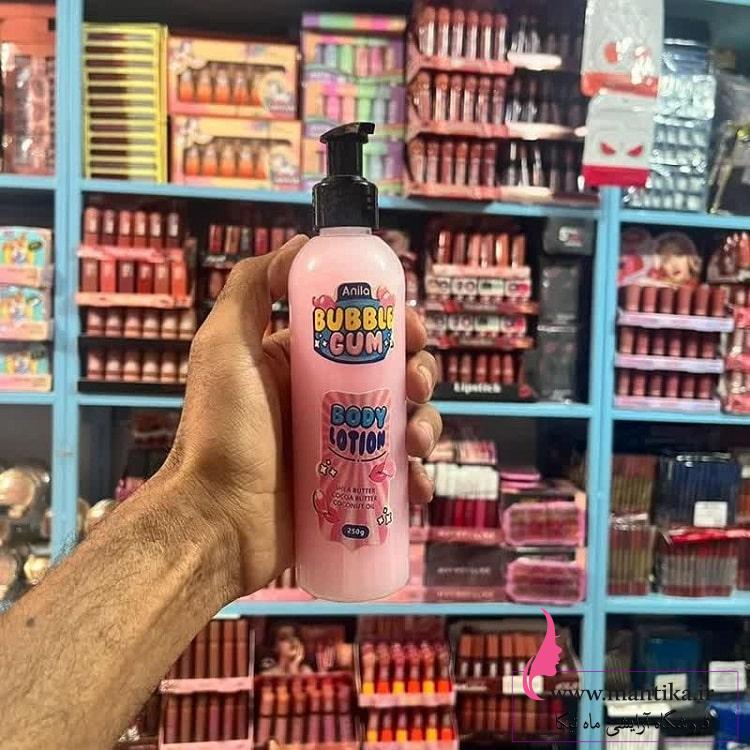 Anila
BUBBLE
GUM
BODY
LOTION
SHEA BUTTER
COCOA BUTTER
COCONUT OIL
250g
Lipstick
www.mahtika.ir
فروشگاه آرایشی ماه تیکا